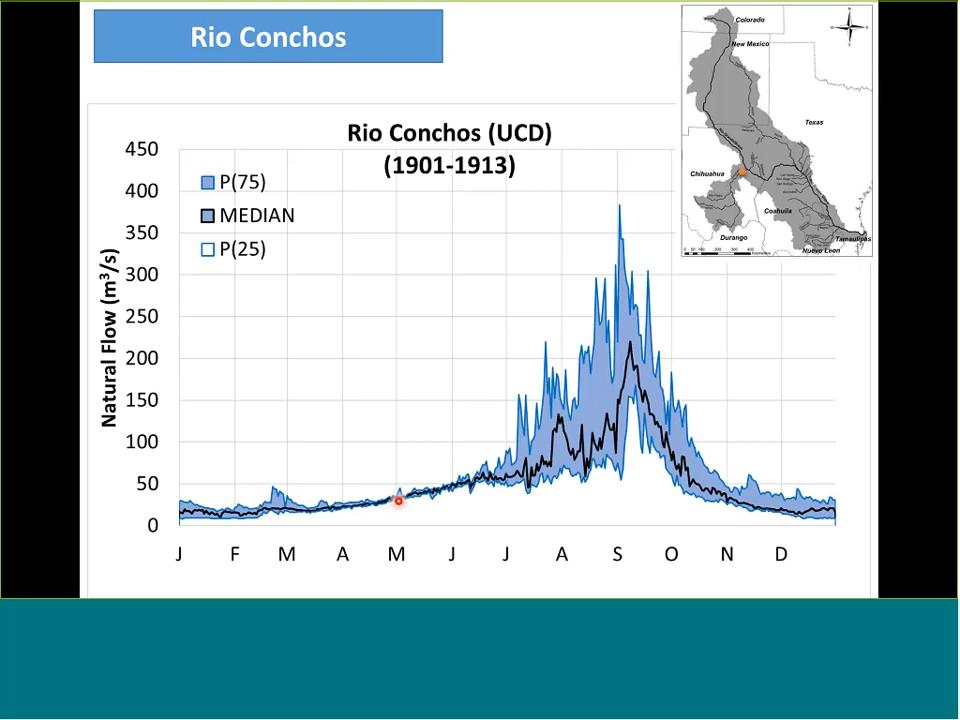 Rio Conchos
Rio Conchos (UCD)
(1901-1913)
P(75)
MEDIAN
P(25)
Natural Flow (m³/s)
450
400
350
300
250
200
150
100
50
0
J F M A M J J A S O N D
Colorado
New Mexico
Texas
Chihuahua
Coahuila
Durango
Tamaulipas
Nuevo Leon